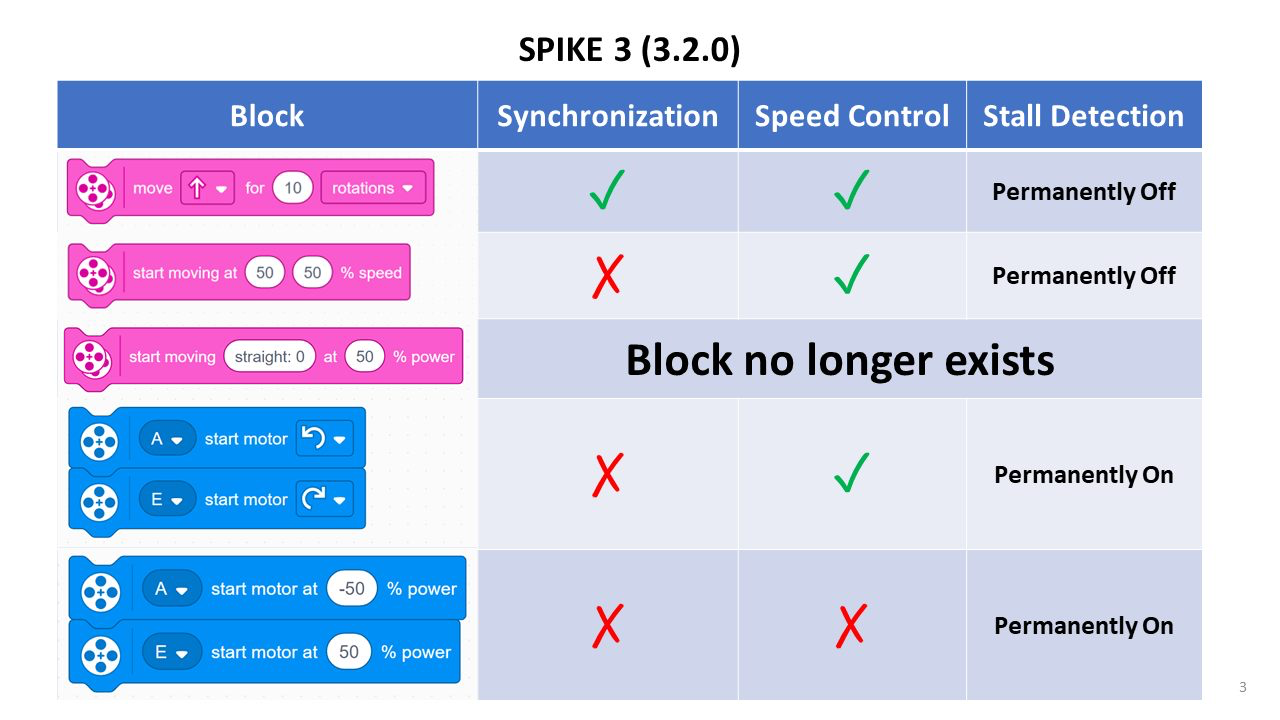 SPIKE 3 (3.2.0)
Block Synchronization Speed Control Stall Detection
move for 10 rotations ✓ ✓ Permanently Off
start moving at 50 50 % speed ✗ ✓ Permanently Off
start moving straight: 0 at 50 % power Block no longer exists
A start motor
E start motor
✗ ✓ Permanently On
A start motor at -50 % power
E start motor at 50 % power
✗ ✗ Permanently On
3